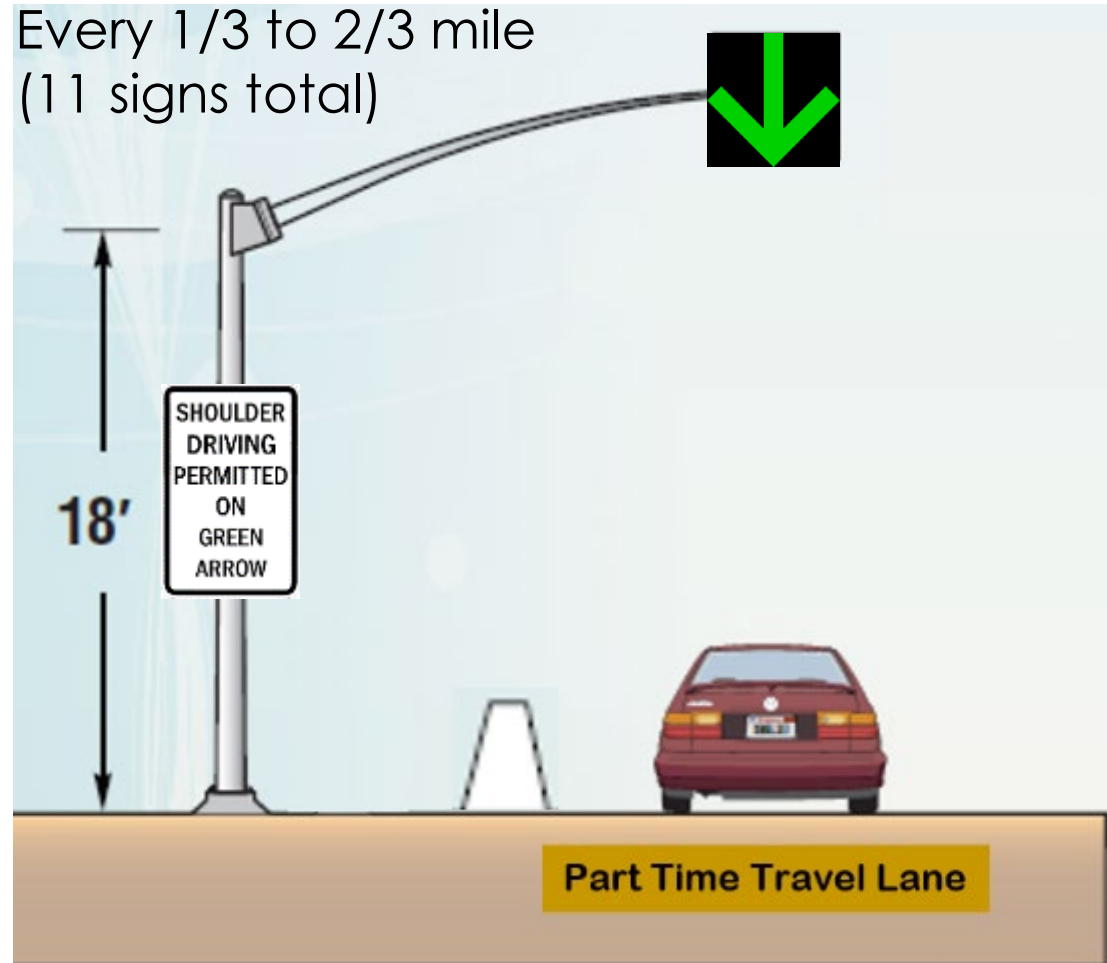 Every 1/3 to 2/3 mile
(11 signs total)
SHOULDER
DRIVING
PERMITTED
ON
GREEN
ARROW
18'
Part Time Travel Lane